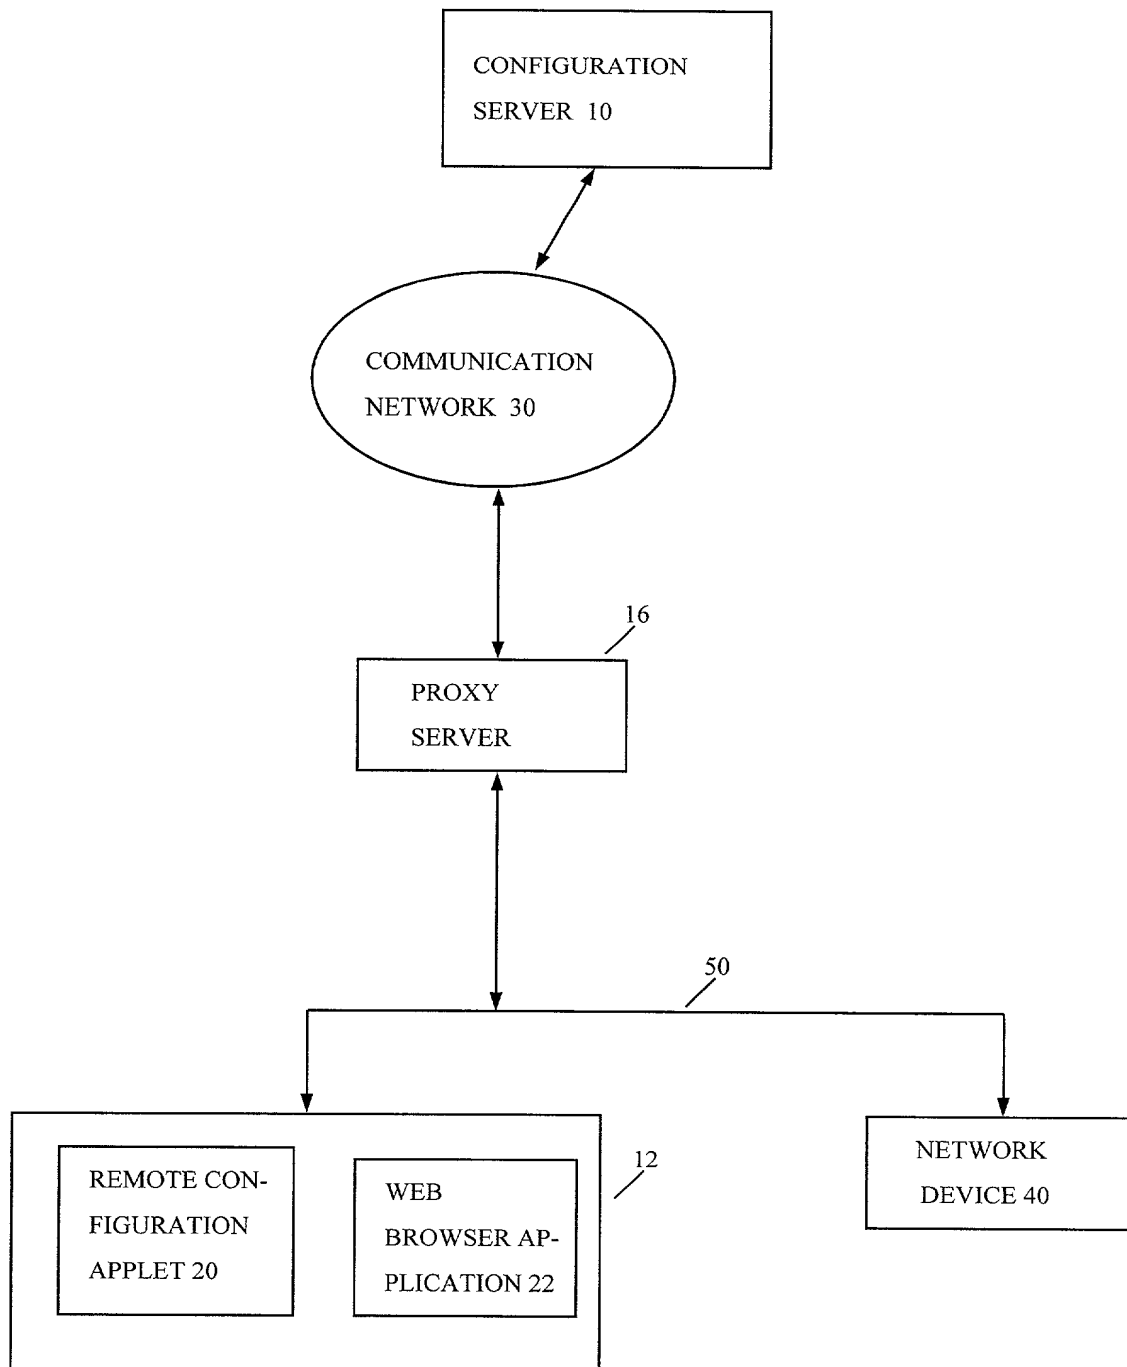 CONFIGURATION
SERVER 10
COMMUNICATION
NETWORK 30
16
PROXY
SERVER
50
12
REMOTE CON-
FIGURATION
APPLET 20
WEB
BROWSER AP-
PLICATION 22
NETWORK
DEVICE 40